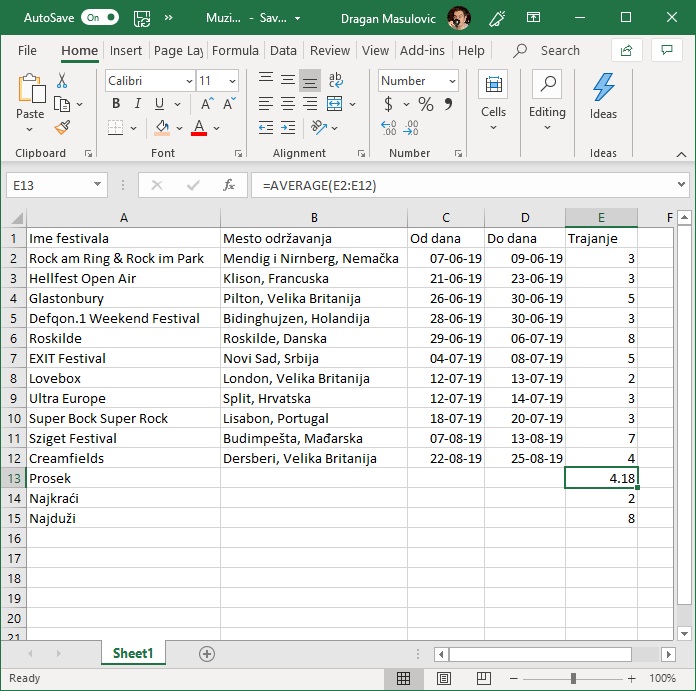 AutoSave On » Muzi... - Sav... Dragan Masulovic
File Home Insert Page Lay Formula Data Review View Add-ins Help Search
Paste Calibri 11 Number Cells Editing Ideas
B I U A A A $ % 9 ab
Clipboard Font Alignment Number Ideas
E13 fx =AVERAGE(E2:E12)
A B C D E F
1 Ime festivala Mesto održavanja Od dana Do dana Trajanje
2 Rock am Ring & Rock im Park Mendig i Nirnberg, Nemačka 07-06-19 09-06-19 3
3 Hellfest Open Air Klison, Francuska 21-06-19 23-06-19 3
4 Glastonbury Pilton, Velika Britanija 26-06-19 30-06-19 5
5 Defqon.1 Weekend Festival Bidinghujzen, Holandija 28-06-19 30-06-19 3
6 Roskilde Roskilde, Danska 29-06-19 06-07-19 8
7 EXIT Festival Novi Sad, Srbija 04-07-19 08-07-19 5
8 Lovebox London, Velika Britanija 12-07-19 13-07-19 2
9 Ultra Europe Split, Hrvatska 12-07-19 14-07-19 3
10 Super Bock Super Rock Lisabon, Portugal 18-07-19 20-07-19 3
11 Sziget Festival Budimpešta, Mađarska 07-08-19 13-08-19 7
12 Creamfields Dersberi, Velika Britanija 22-08-19 25-08-19 4
13 Prosek 4.18
14 Najkraći 2
15 Najduži 8
16
17
18
19
20
21
Sheet1
Ready 100%